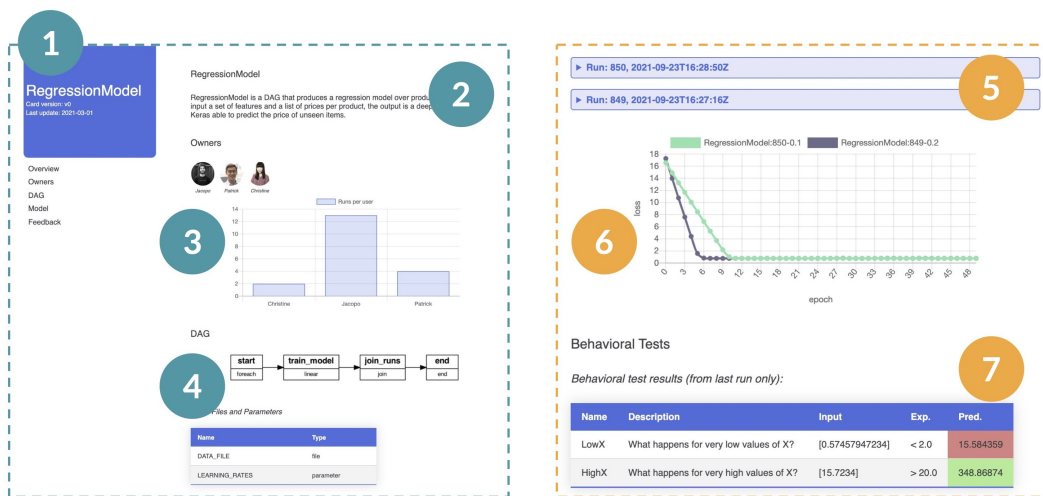 1
RegressionModel
Card version: v0
Last update: 2021-03-01
Overview
Owners
DAG
Model
Feedback
RegressionModel
2
RegressionModel is a DAG that produces a regression model over
input a set of features and a list of prices per product, the output is a deep
Keras able to predict the price of unseen items.
Owners
Jacopo Patrick Christine
3
Runs per user
14
12
10
8
6
4
2
0
Christine Jacopo Patrick
DAG
4
start train_model join_runs end
foreach linear join end
Files and Parameters
Name Type
DATA_FILE file
LEARNING_RATES parameter
Run: 850, 2021-09-23T16:28:50Z
5
Run: 849, 2021-09-23T16:27:16Z
RegressionModel:850-0.1 RegressionModel:849-0.2
6
loss
18
16
14
12
10
8
6
4
2
0
0 3 6 9 12 15 18 21 24 27 30 33 36 39 42 45 48
epoch
Behavioral Tests
7
Behavioral test results (from last run only):
Name Description Input Exp. Pred.
LowX What happens for very low values of X? [0.57457947234] < 2.0 15.584359
HighX What happens for very high values of X? [15.7234] > 20.0 348.86874